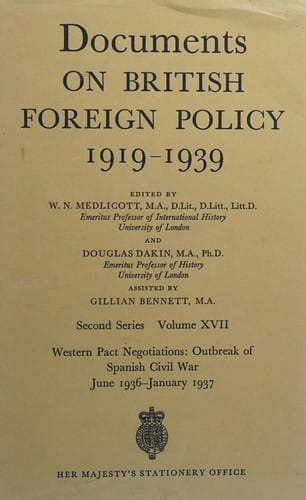 Documents
ON BRITISH
FOREIGN POLICY
1919-1939
EDITED BY
W. N. MEDLICOTT, M.A., D.Lit., D.Litt., Litt.D.
Emeritus Professor of International History
University of London
AND
DOUGLAS DAKIN, M.A., Ph.D.
Emeritus Professor of History
University of London
ASSISTED BY
GILLIAN BENNETT, M.A.
Second Series Volume XVII
Western Pact Negotiations: Outbreak of
Spanish Civil War
June 1936–January 1937
HER MAJESTY'S STATIONERY OFFICE